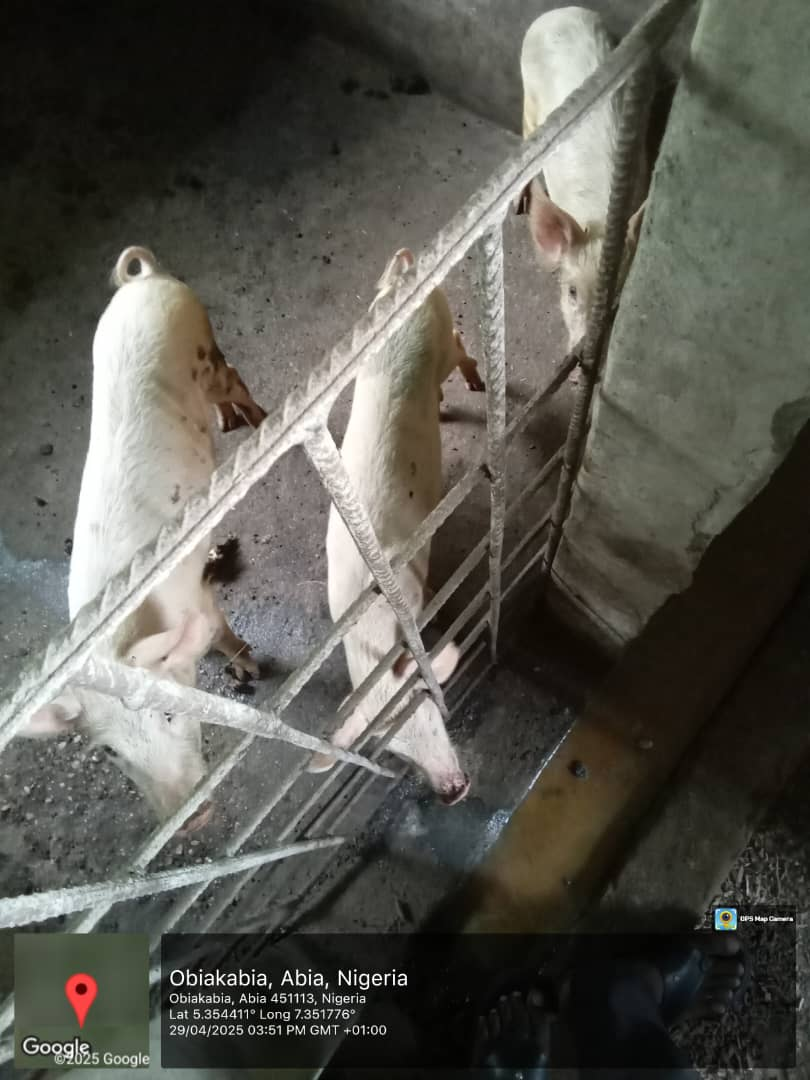 GPS Map Camera
Obiakabia, Abia, Nigeria
Obiakabia, Abia 451113, Nigeria
Lat 5.354411° Long 7.351776°
29/04/2025 03:51 PM GMT +01:00
Google
©2025 Google